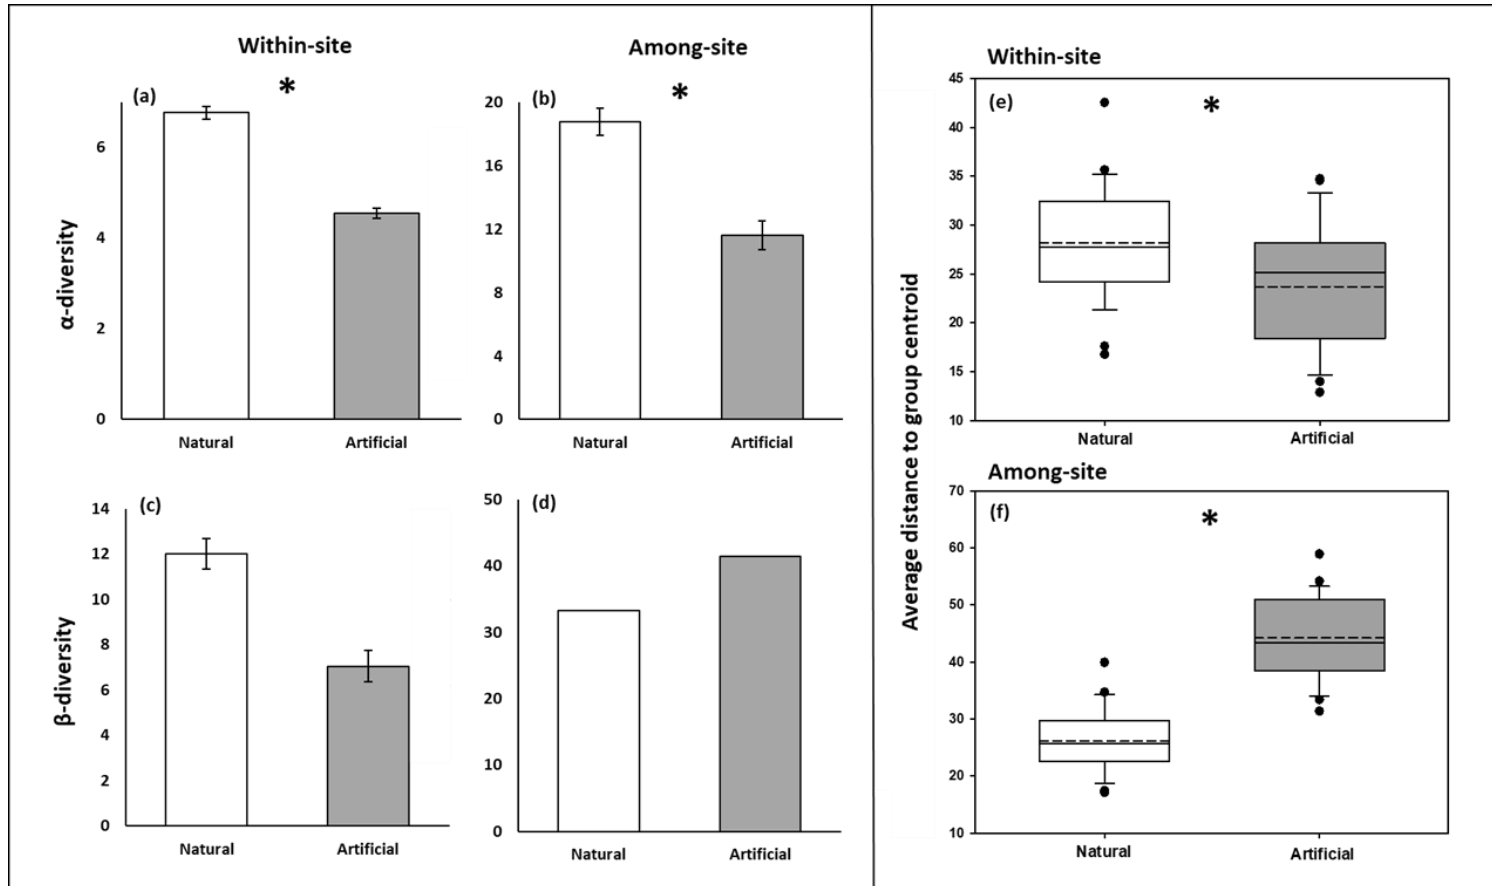 Within-site
Among-site
(a)
*
6
4
2
0
Natural
Artificial
α-diversity
(b)
*
20
16
12
8
4
0
Natural
Artificial
(c)
14
12
10
8
6
4
2
0
Natural
Artificial
β-diversity
(d)
50
40
30
20
10
0
Natural
Artificial
Average distance to group centroid
Within-site
(e)
*
45
40
35
30
25
20
15
10
Natural
Artificial
Among-site
(f)
*
70
60
50
40
30
20
10
Natural
Artificial